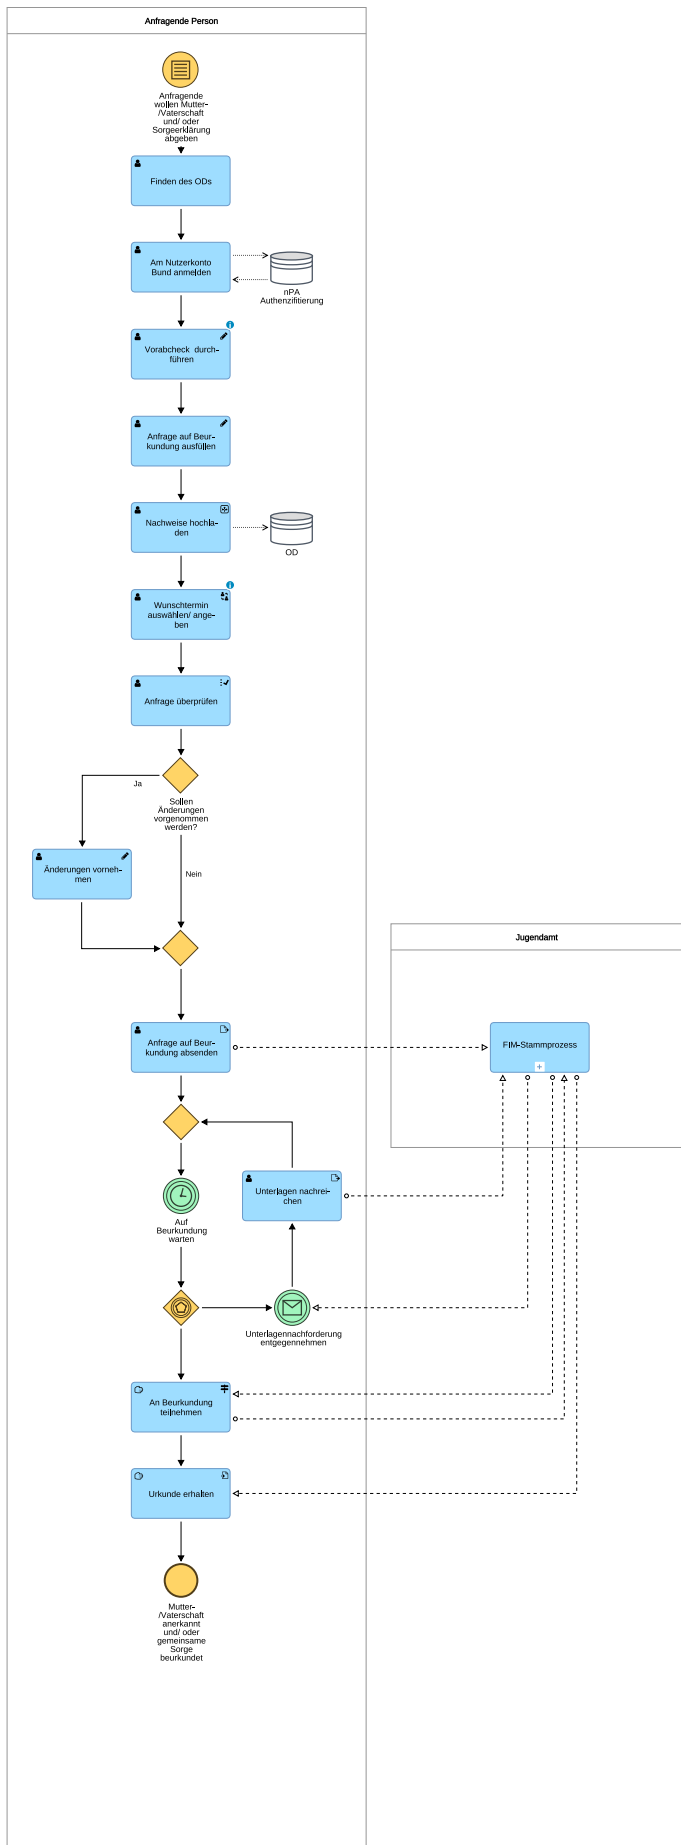 Anfragende Person
Anfragende
wollen Mutter-
/Vaterschaft
und/ oder
Sorgeerklärung
abgeben
Finden des ODs
Am Nutzerkonto
Bund anmelden
nPA
Authenzifitierung
Vorabcheck durch-
führen
Anfrage auf Beur-
kundung ausfüllen
Nachweise hochla-
den
OD
Wunschtermin
auswählen/ ange-
ben
Anfrage überprüfen
Ja
Sollen
Änderungen
vorgenommen
werden?
Änderungen vorneh-
men
Nein
Jugendamt
Anfrage auf Beur-
kundung absenden
FIM-Stammprozess
Unterlagen nachrei-
chen
Auf
Beurkundung
warten
Unterlagennachforderung
entgegennehmen
An Beurkundung
teilnehmen
Urkunde erhalten
Mutter-
/Vaterschaft
anerkannt
und/ oder
gemeinsame
Sorge
beurkundet